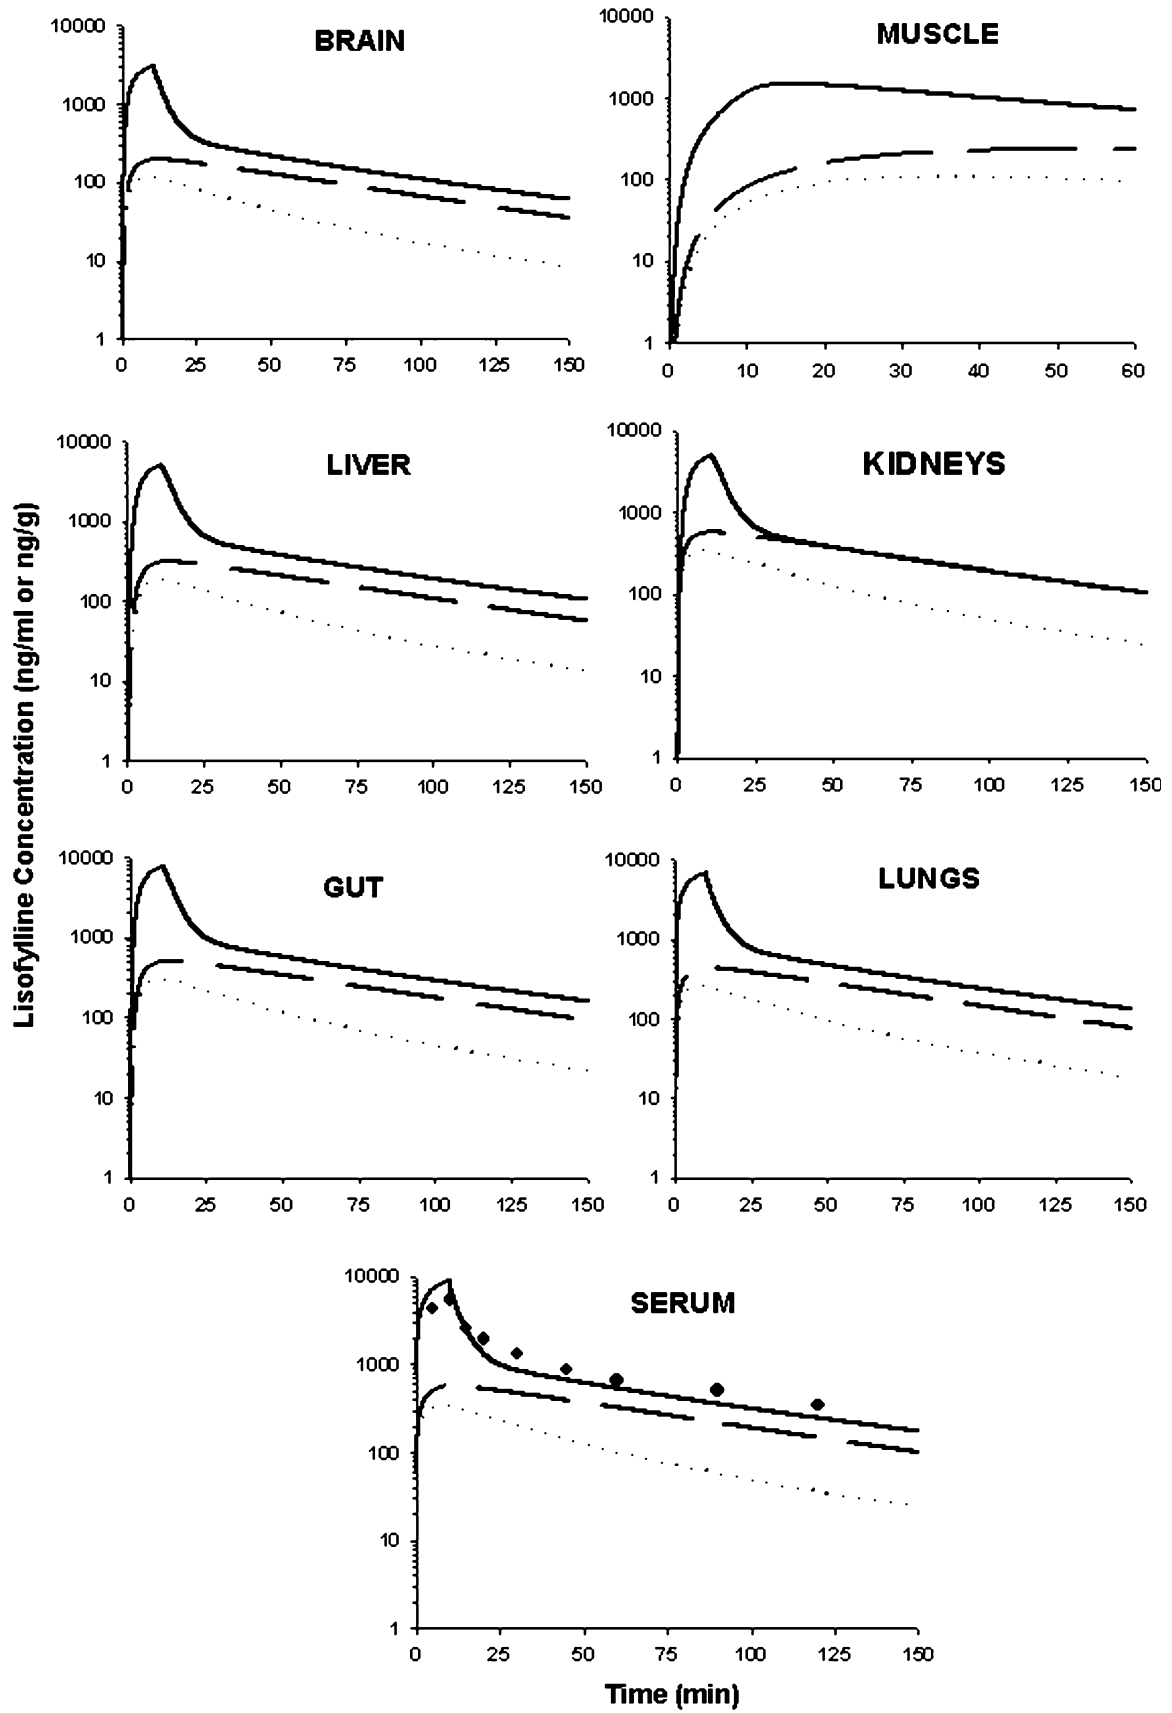 BRAIN
10000
1000
100
10
1
0 25 50 75 100 125 150
MUSCLE
10000
1000
100
10
1
0 10 20 30 40 50 60
LIVER
10000
1000
100
10
1
0 25 50 75 100 125 150
KIDNEYS
10000
1000
100
10
1
0 25 50 75 100 125 150
Lisofylline Concentration (ng/ml or ng/g)
GUT
10000
1000
100
10
1
0 25 50 75 100 125 150
LUNGS
10000
1000
100
10
1
0 25 50 75 100 125 150
SERUM
10000
1000
100
10
1
0 25 50 75 100 125 150
Time (min)